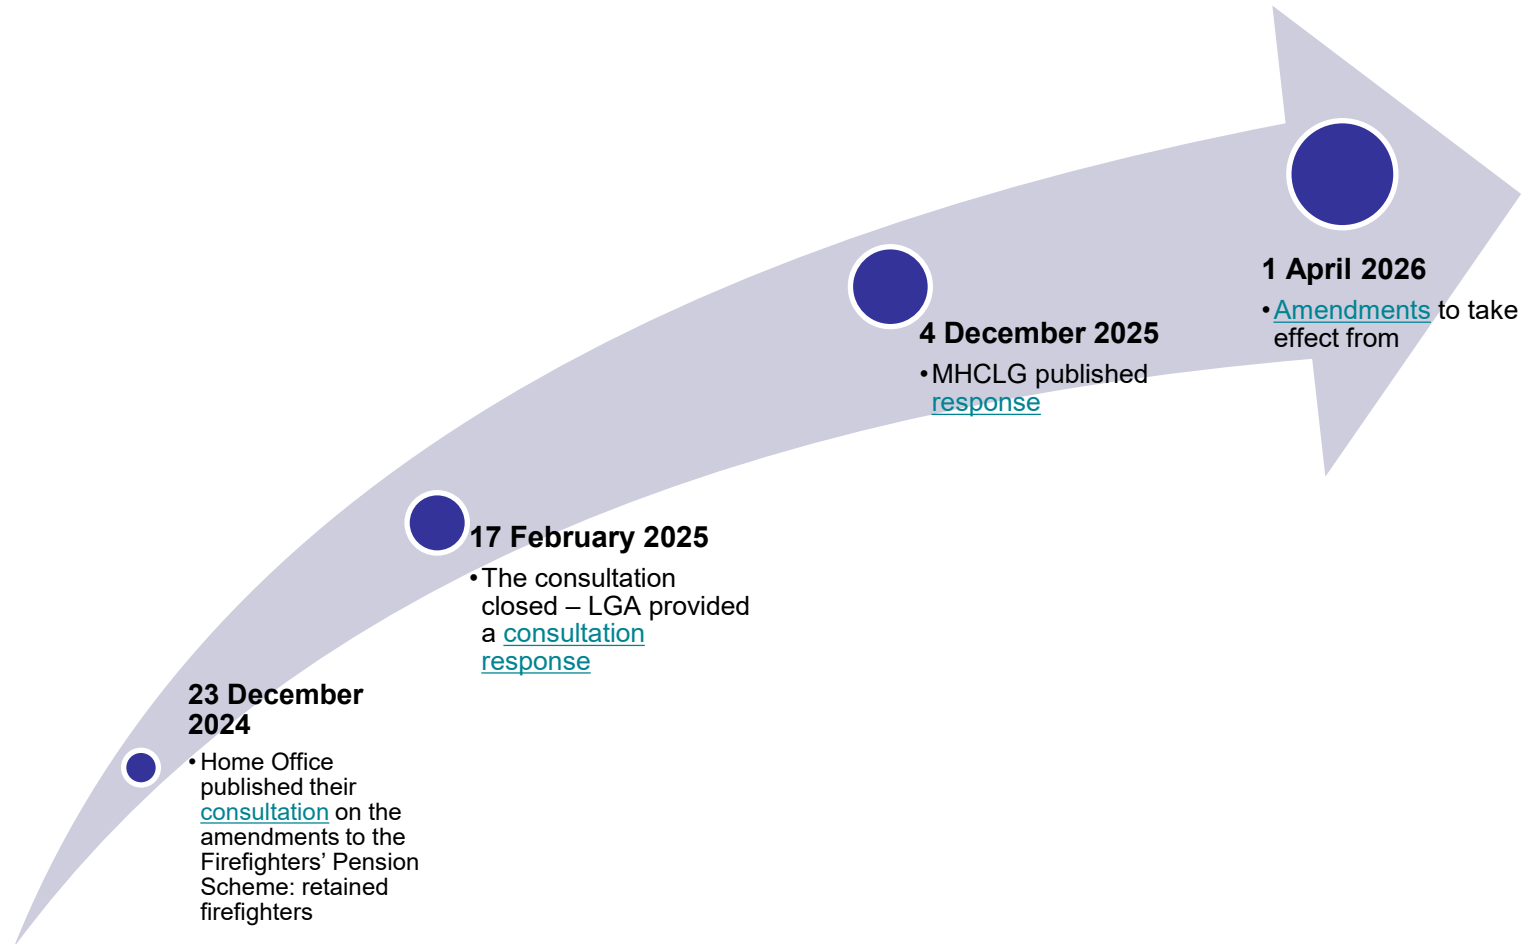 23 December
2024
•Home Office
published their
consultation on the
amendments to the
Firefighters’ Pension
Scheme: retained
firefighters
17 February 2025
•The consultation
closed – LGA provided
a consultation
response
4 December 2025
•MHCLG published
response
1 April 2026
•Amendments to take
effect from